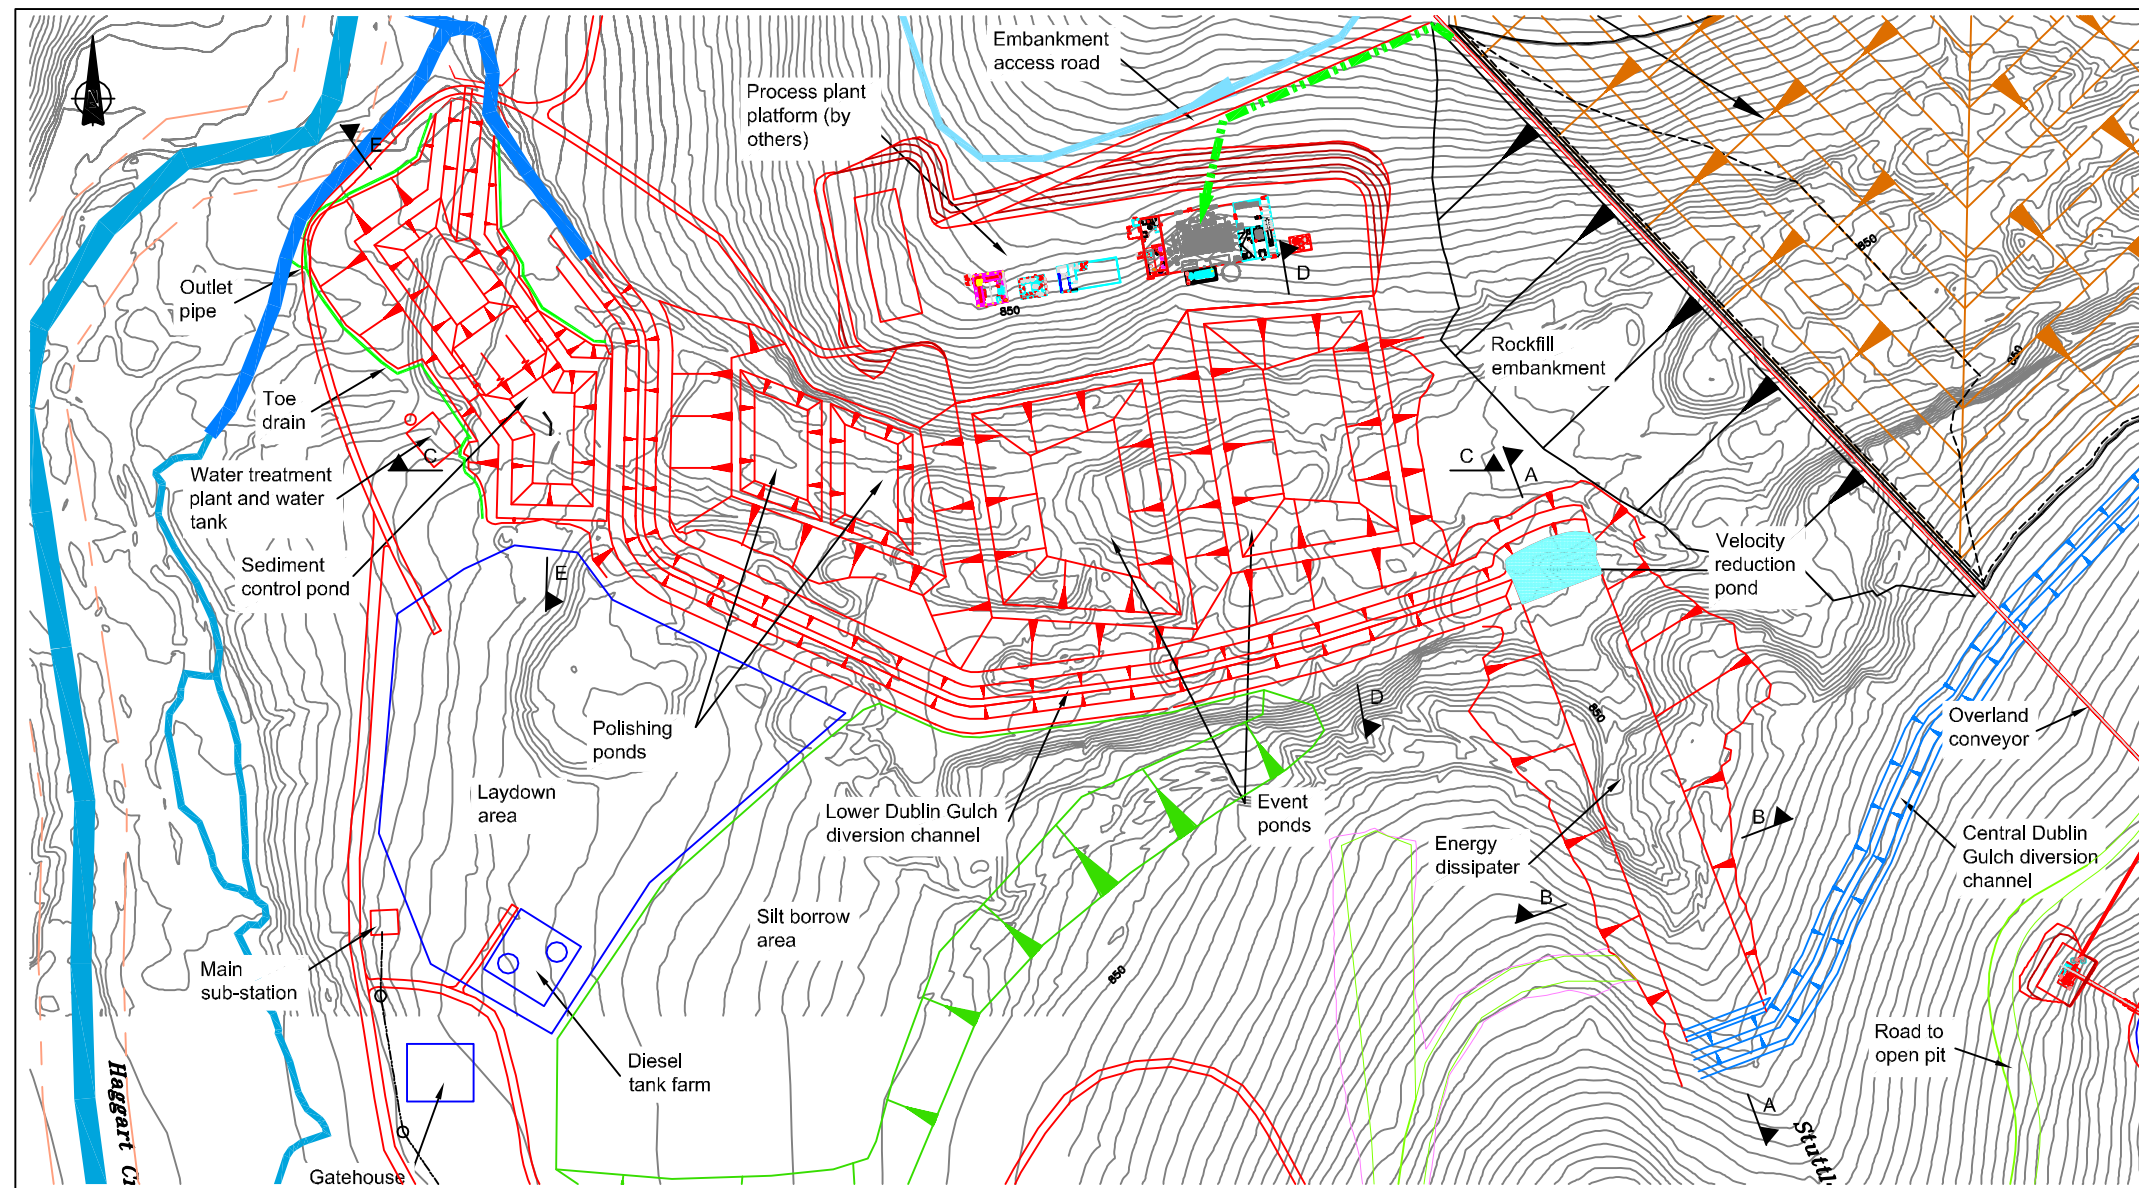 Embankment
access road
Process plant
platform (by
others)
E
850
Outlet
pipe
D
850
Rockfill
embankment
850
Toe
drain
C
C
A
Water treatment
plant and water
tank
Velocity
reduction
pond
Sediment
control pond
E
D
850
Overland
conveyor
Polishing
ponds
Laydown
area
Lower Dublin Gulch
diversion channel
Event
ponds
B
Energy
dissipater
Central Dublin
Gulch diversion
channel
B
Silt borrow
area
Main
sub-station
850
Road to
open pit
Diesel
tank farm
Haggart
A
Gatehouse